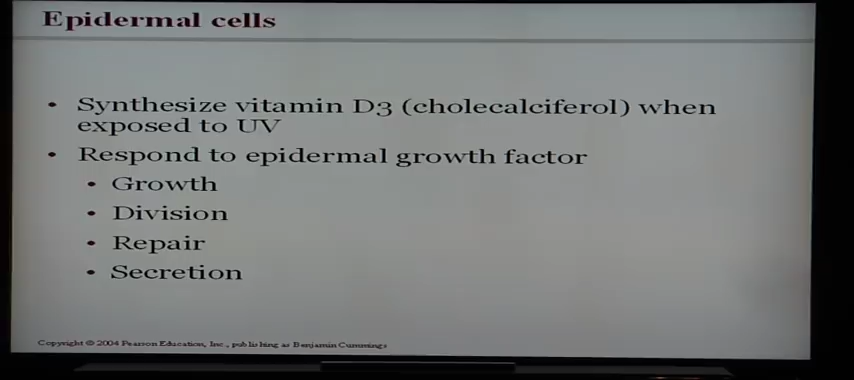 Epidermal cells
• Synthesize vitamin D3 (cholecalciferol) when
exposed to UV
• Respond to epidermal growth factor
• Growth
• Division
• Repair
• Secretion
Copyright © 2004 Pearson Education, Inc., publishing as Benjamin Cummings